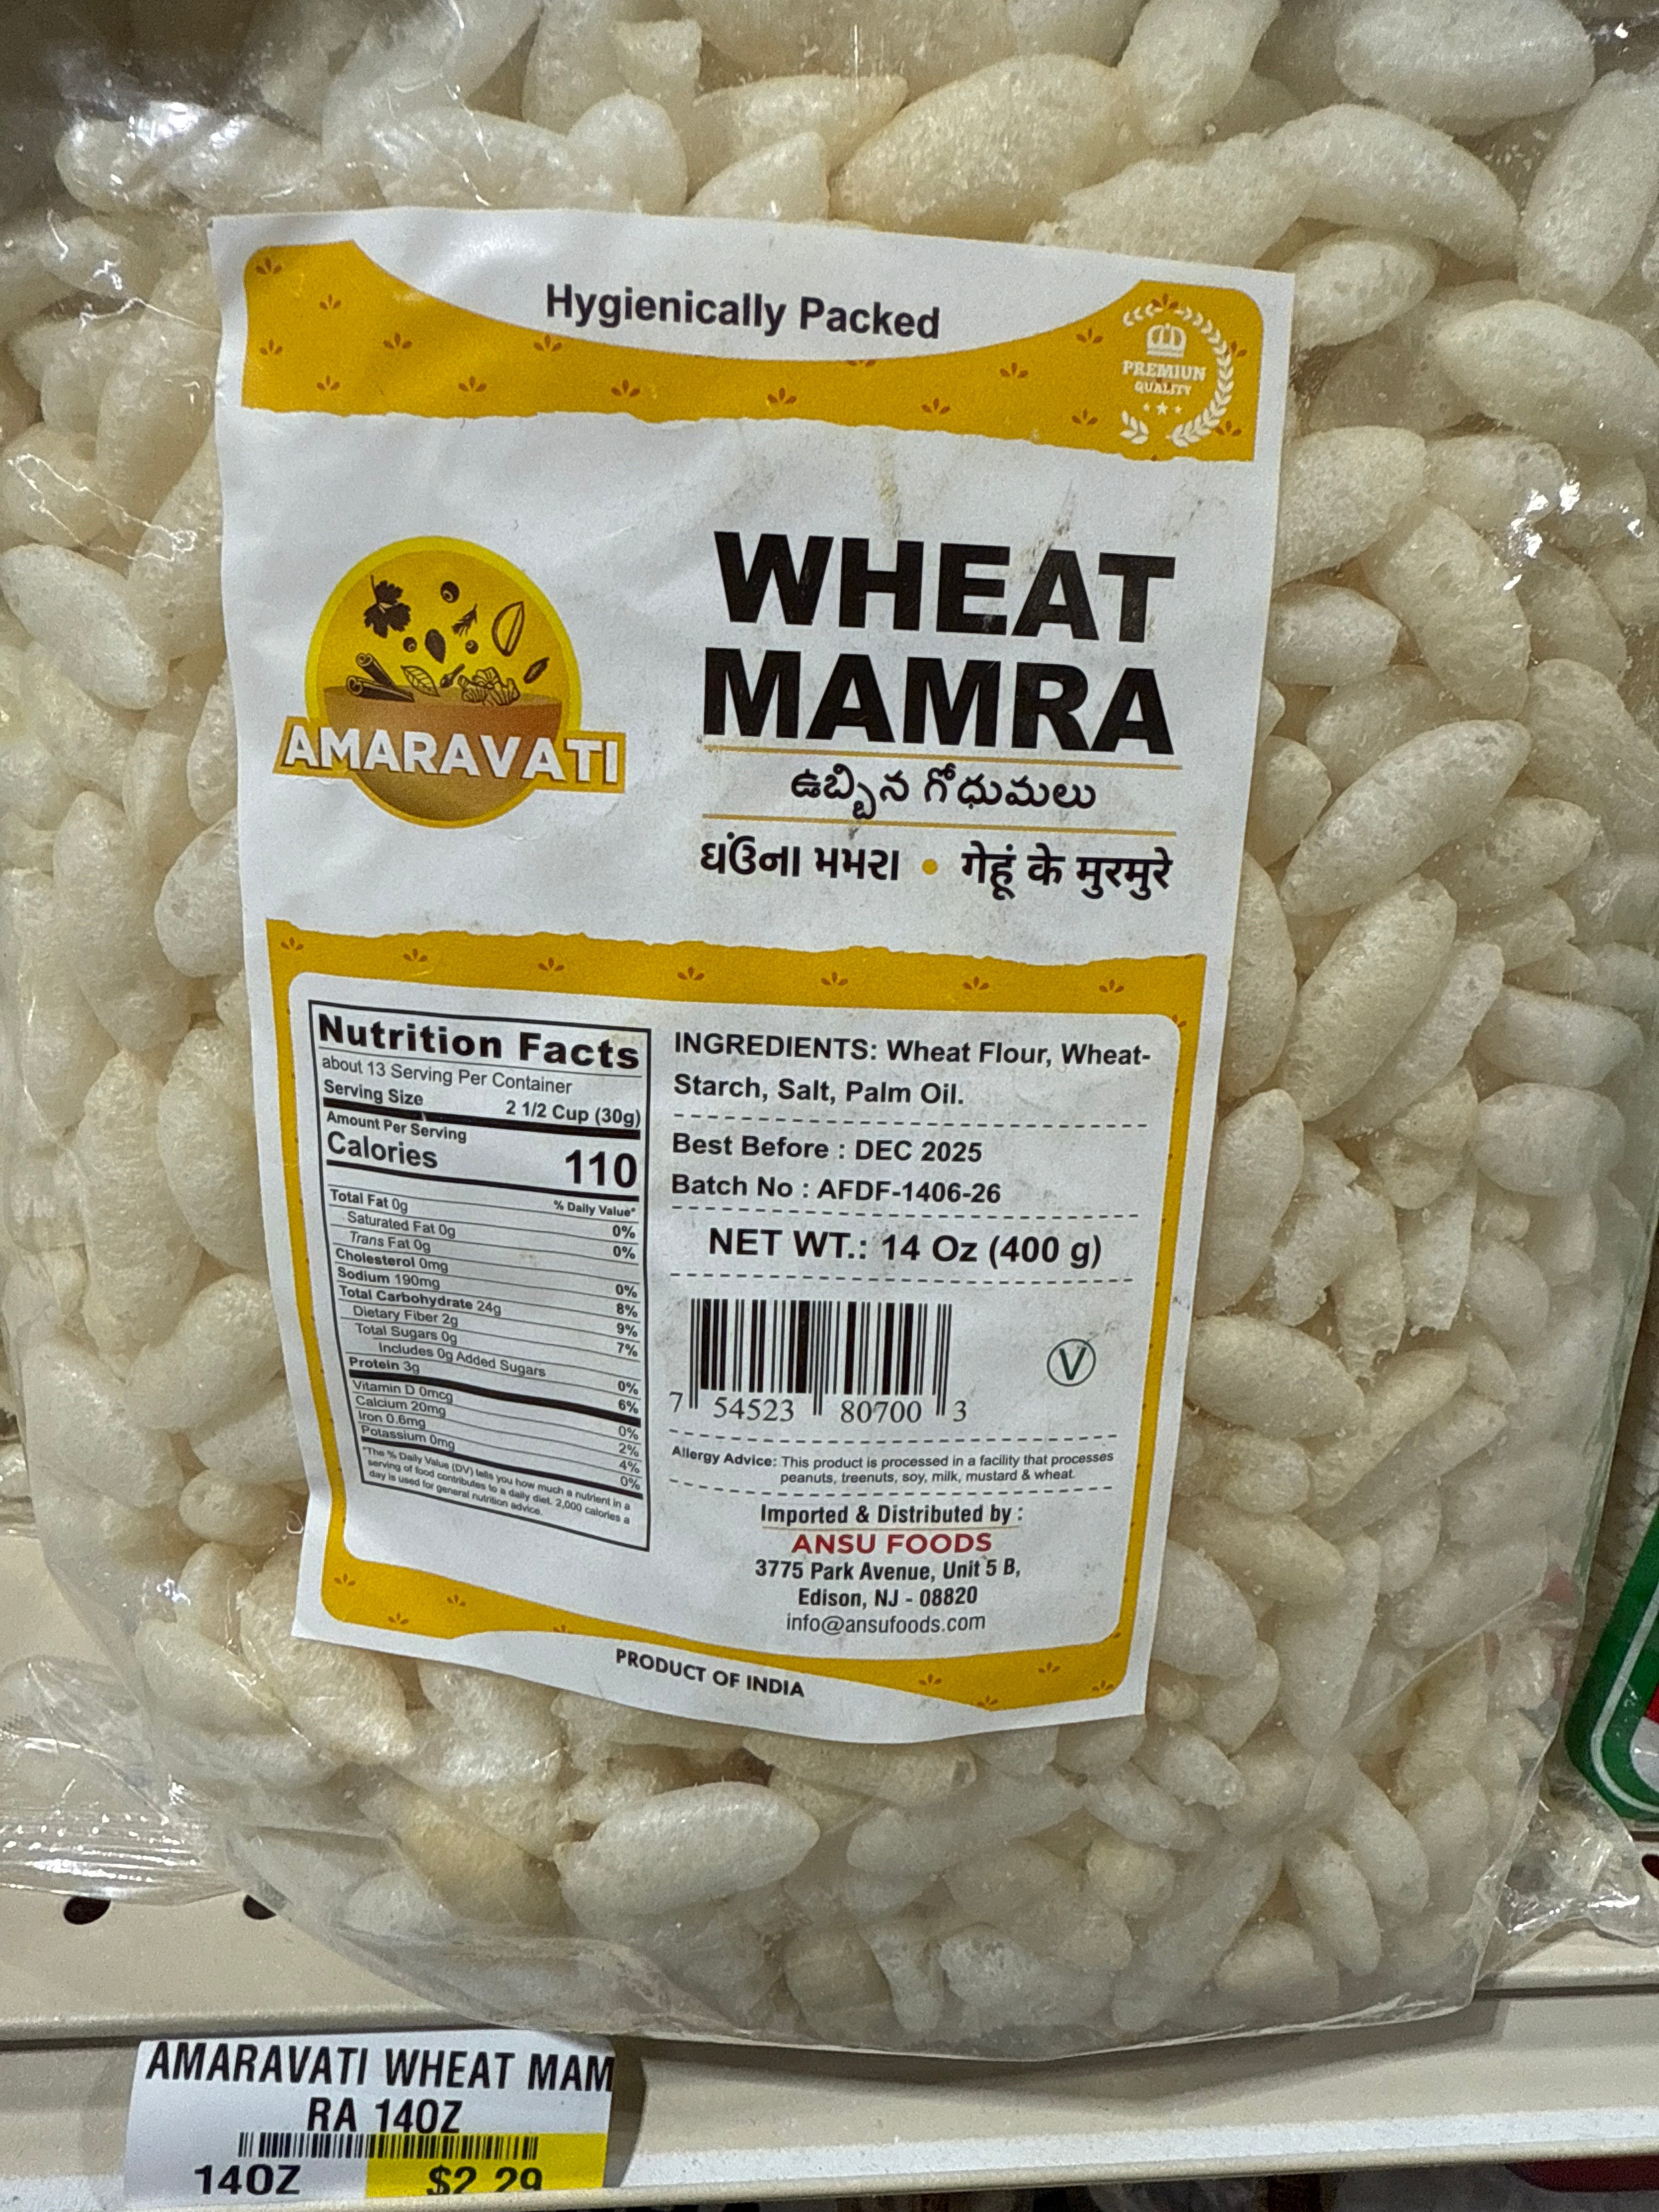 Hygienically Packed
PREMIUN
QUALITY
AMARAVATI
WHEAT
MAMRA
ఉబ్బిన గోధుమలు
ઘંઉના મમરા • गेहूं के मुरमुरे
Nutrition Facts
about 13 Serving Per Container
Serving Size 2 1/2 Cup (30g)
Amount Per Serving
Calories 110
% Daily Value*
Total Fat 0g 0%
Saturated Fat 0g 0%
Trans Fat 0g
Cholesterol 0mg 0%
Sodium 190mg 8%
Total Carbohydrate 24g 9%
Dietary Fiber 2g 7%
Total Sugars 0g
Includes 0g Added Sugars 0%
Protein 3g 6%
Vitamin D 0mcg 0%
Calcium 20mg 2%
Iron 0.6mg 4%
Potassium 0mg 0%
*The % Daily Value (DV) tells you how much a nutrient in a
serving of food contributes to a daily diet. 2,000 calories a
day is used for general nutrition advice.
INGREDIENTS: Wheat Flour, Wheat-
Starch, Salt, Palm Oil.
Best Before : DEC 2025
Batch No : AFDF-1406-26
NET WT.: 14 Oz (400 g)
7 54523 80700 3
V
Allergy Advice: This product is processed in a facility that processes
peanuts, treenuts, soy, milk, mustard & wheat.
Imported & Distributed by :
ANSU FOODS
3775 Park Avenue, Unit 5 B,
Edison, NJ - 08820
info@ansufoods.com
PRODUCT OF INDIA
AMARAVATI WHEAT MAM
RA 14OZ
14OZ $2.29